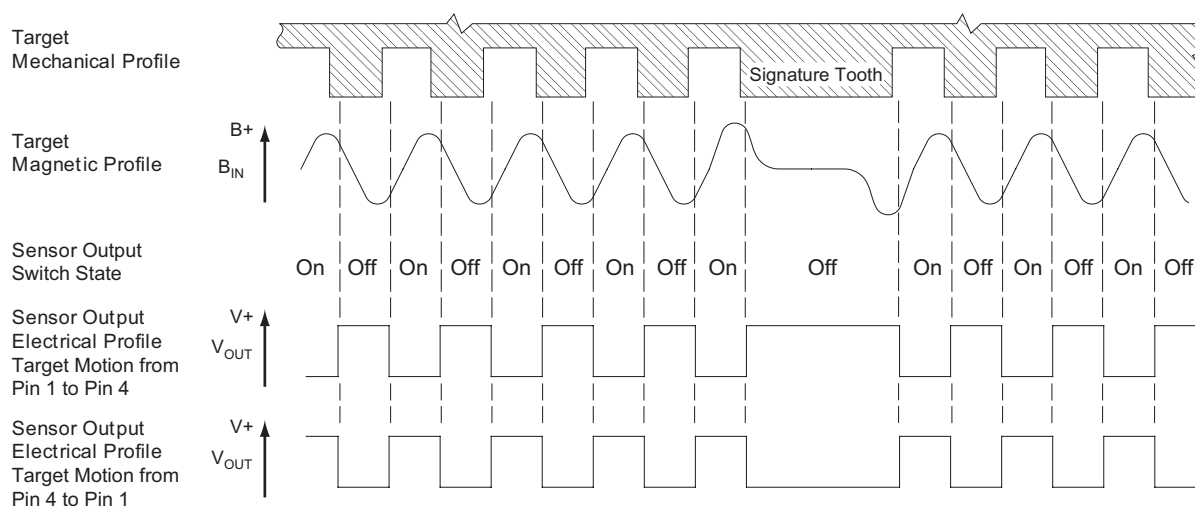 Target
Mechanical Profile
Signature Tooth
Target
Magnetic Profile
B+
BIN
Sensor Output
Switch State
On Off On Off On Off On Off On Off On Off On Off On Off
Sensor Output
Electrical Profile
Target Motion from
Pin 1 to Pin 4
V+
VOUT
Sensor Output
Electrical Profile
Target Motion from
Pin 4 to Pin 1
V+
VOUT